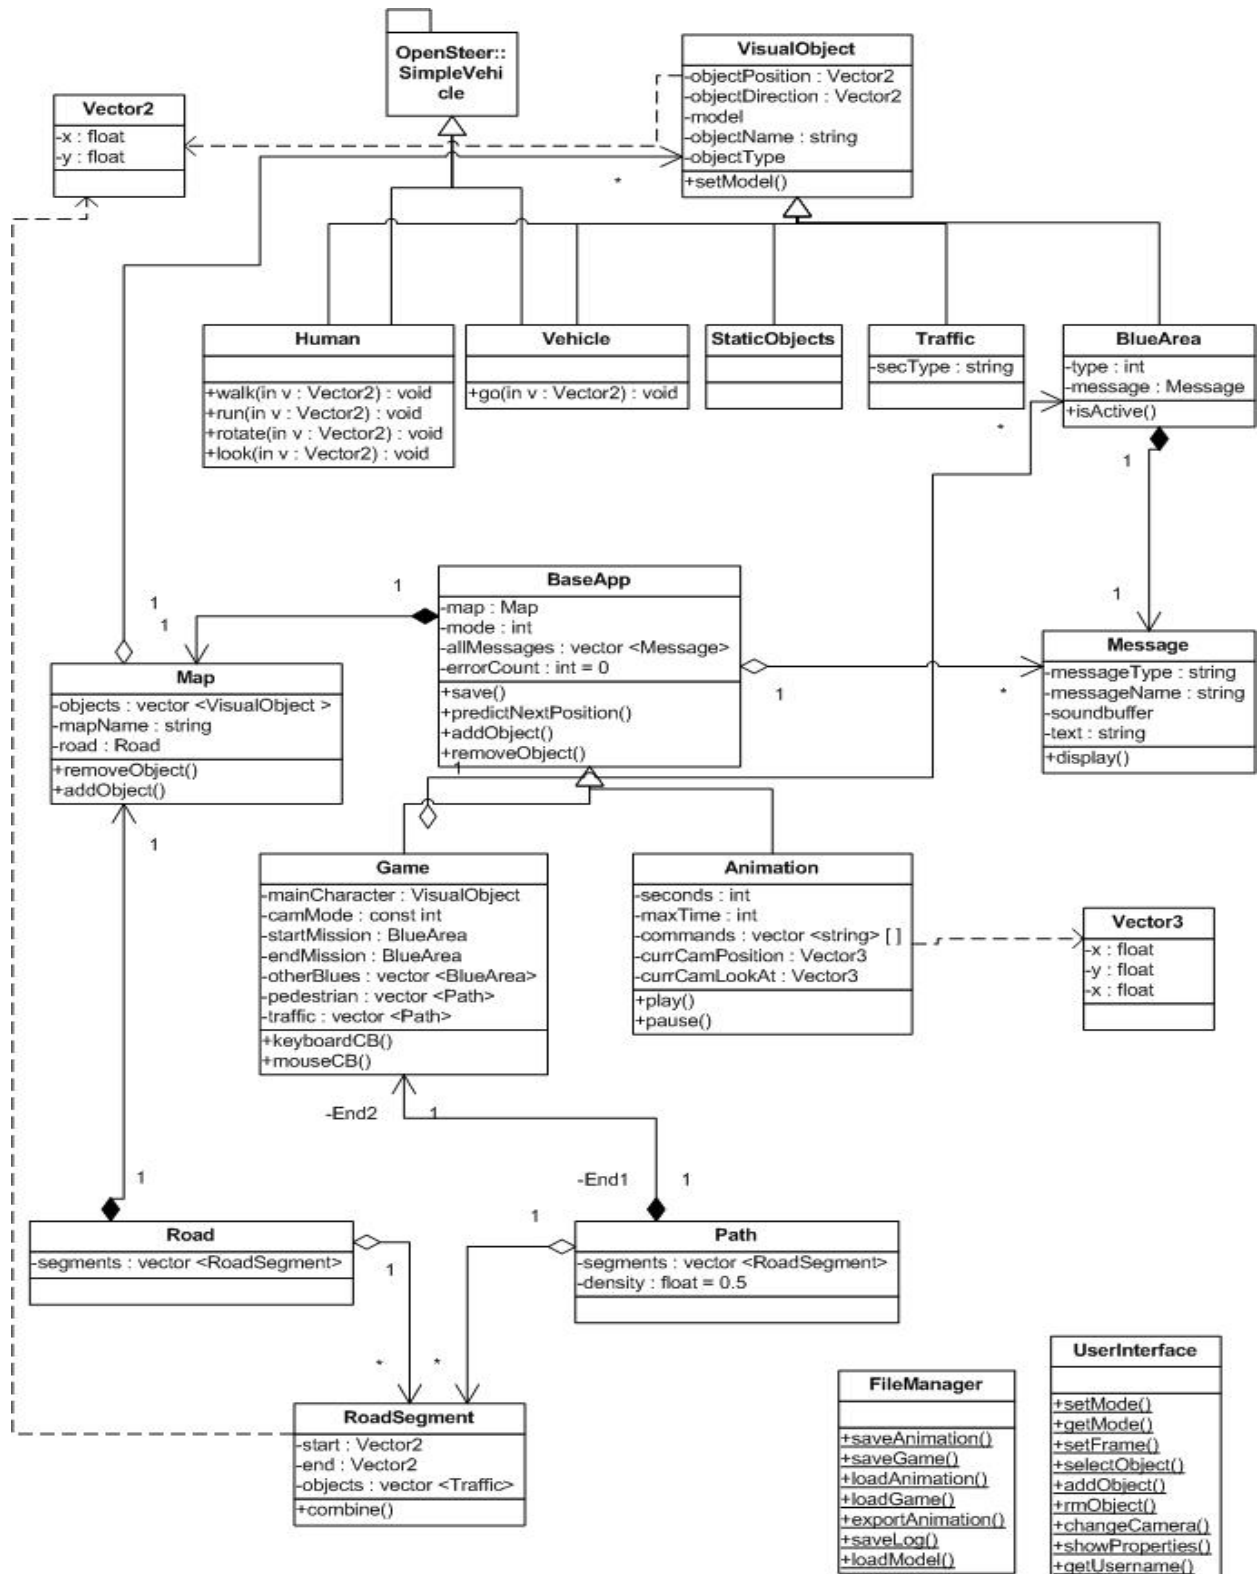 OpenSteer::
SimpleVehi
cle
VisualObject
-objectPosition : Vector2
-objectDirection : Vector2
-model
-objectName : string
-objectType
+setModel()
Vector2
-x : float
-y : float
*
Human
+walk(in v : Vector2) : void
+run(in v : Vector2) : void
+rotate(in v : Vector2) : void
+look(in v : Vector2) : void
Vehicle
+go(in v : Vector2) : void
StaticObjects
Traffic
-secType : string
BlueArea
-type : int
-message : Message
+isActive()
*
1
1
BaseApp
-map : Map
-mode : int
-allMessages : vector <Message>
-errorCount : int = 0
+save()
+predictNextPosition()
+addObject()
+removeObject()
1
1
1
Map
-objects : vector <VisualObject >
-mapName : string
-road : Road
+removeObject()
+addObject()
1
*
Message
-messageType : string
-messageName : string
-soundbuffer
-text : string
+display()
1
1
Game
-mainCharacter : VisualObject
-camMode : const int
-startMission : BlueArea
-endMission : BlueArea
-otherBlues : vector <BlueArea>
-pedestrian : vector <Path>
-traffic : vector <Path>
+keyboardCB()
+mouseCB()
Animation
-seconds : int
-maxTime : int
-commands : vector <string> [ ]
-currCamPosition : Vector3
-currCamLookAt : Vector3
+play()
+pause()
Vector3
-x : float
-y : float
-x : float
-End2
1
1
-End1
1
1
Road
-segments : vector <RoadSegment>
1
Path
-segments : vector <RoadSegment>
-density : float = 0.5
*
*
RoadSegment
-start : Vector2
-end : Vector2
-objects : vector <Traffic>
+combine()
FileManager
+saveAnimation()
+saveGame()
+loadAnimation()
+loadGame()
+exportAnimation()
+saveLog()
+loadModel()
UserInterface
+setMode()
+getMode()
+setFrame()
+selectObject()
+addObject()
+rmObject()
+changeCamera()
+showProperties()
+getUsername()